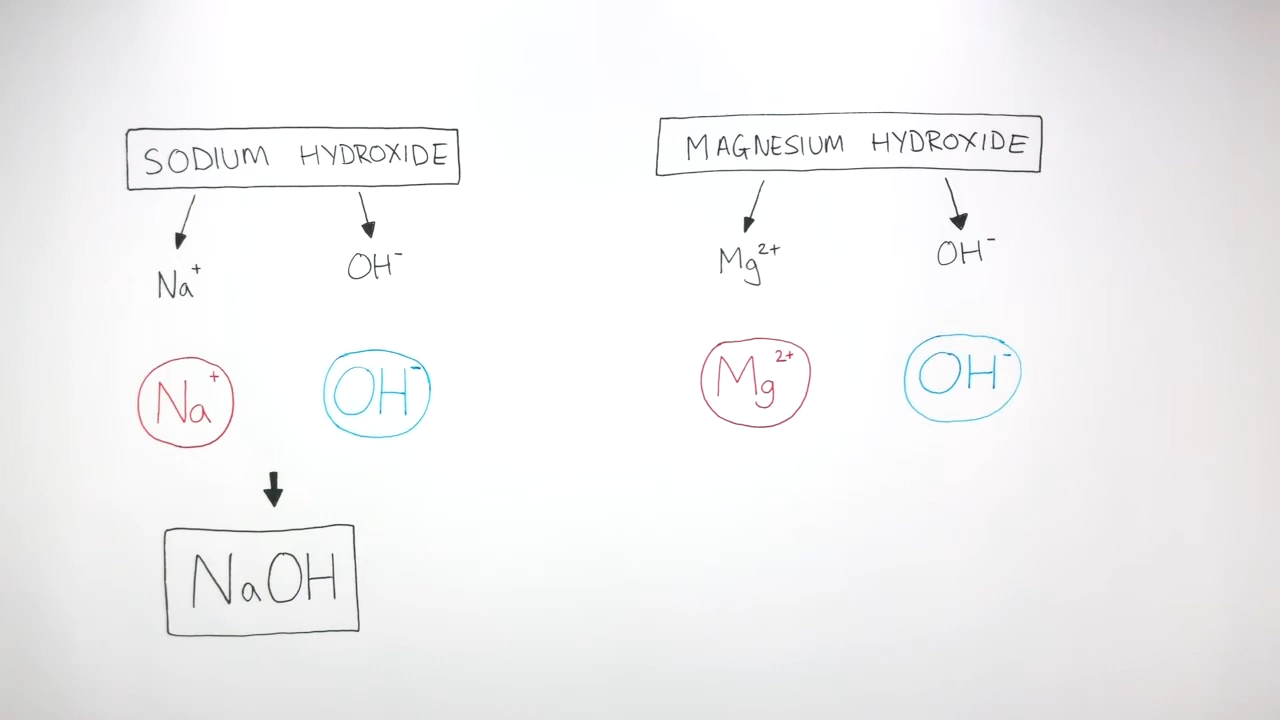 SODIUM HYDROXIDE
Na⁺ OH⁻
Na⁺ OH⁻
NaOH
MAGNESIUM HYDROXIDE
Mg²⁺ OH⁻
Mg²⁺ OH⁻